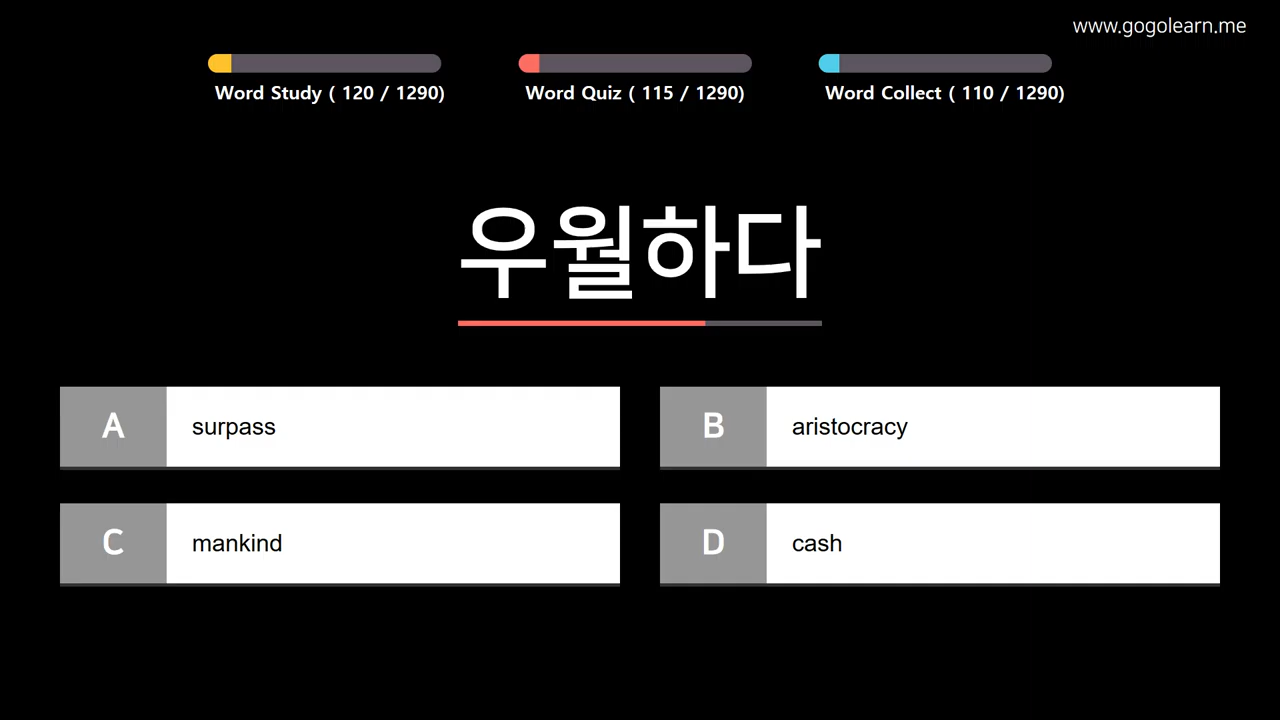 www.gogolearn.me
Word Study ( 120 / 1290)
Word Quiz ( 115 / 1290)
Word Collect ( 110 / 1290)
우월하다
A surpass
B aristocracy
C mankind
D cash